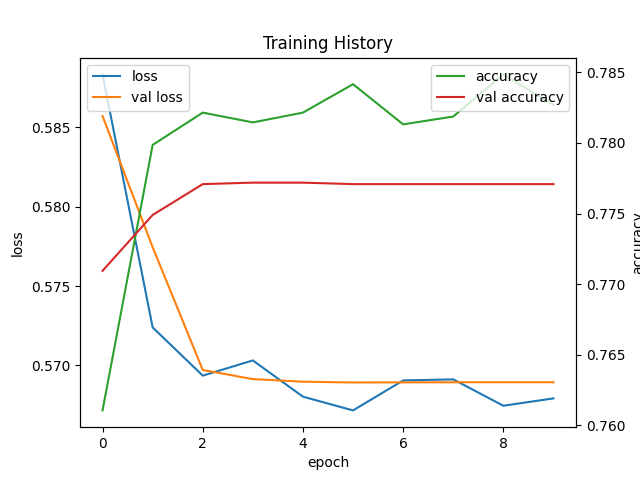 Training History
loss
val loss
accuracy
val accuracy
0.585
0.580
0.575
0.570
loss
0.785
0.780
0.775
0.770
0.765
0.760
accuracy
0 2 4 6 8
epoch